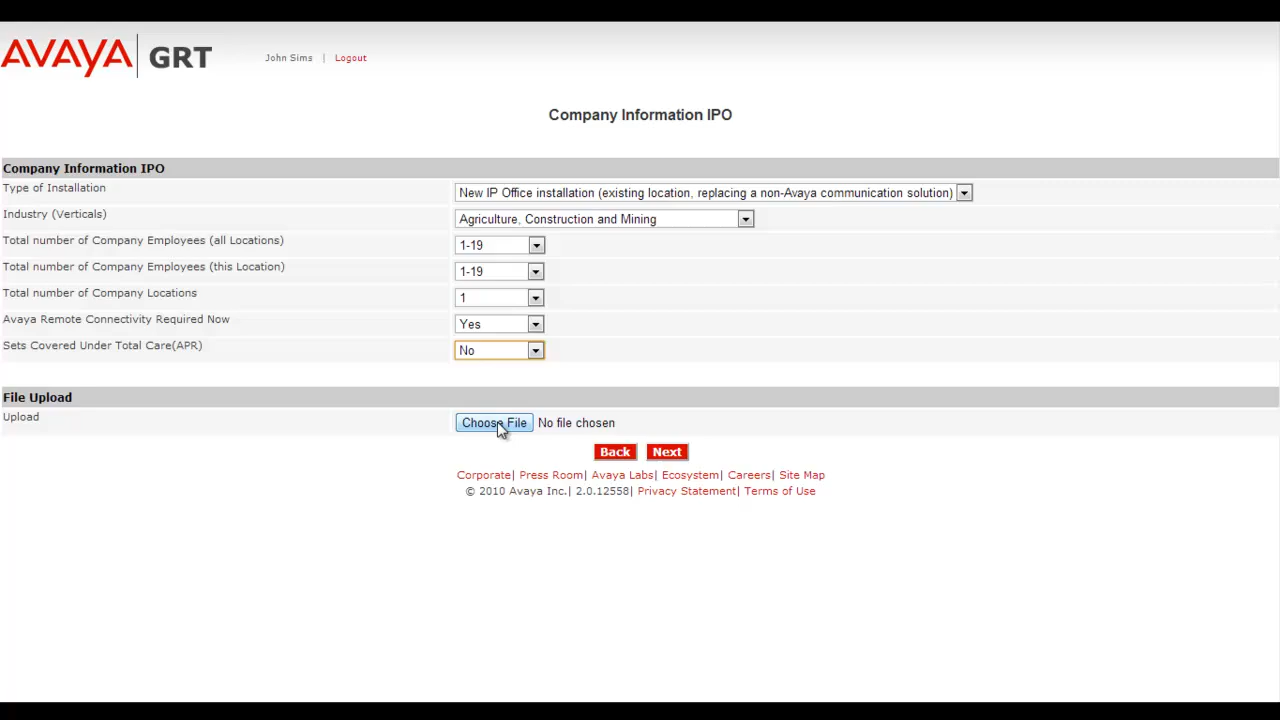 AVAYA GRT John Sims | Logout
Company Information IPO
Company Information IPO
Type of Installation New IP Office installation (existing location, replacing a non-Avaya communication solution)
Industry (Verticals) Agriculture, Construction and Mining
Total number of Company Employees (all Locations) 1-19
Total number of Company Employees (this Location) 1-19
Total number of Company Locations 1
Avaya Remote Connectivity Required Now Yes
Sets Covered Under Total Care(APR) No
File Upload
Upload Choose File No file chosen
Back Next
Corporate| Press Room| Avaya Labs| Ecosystem| Careers| Site Map
© 2010 Avaya Inc.| 2.0.12558| Privacy Statement| Terms of Use